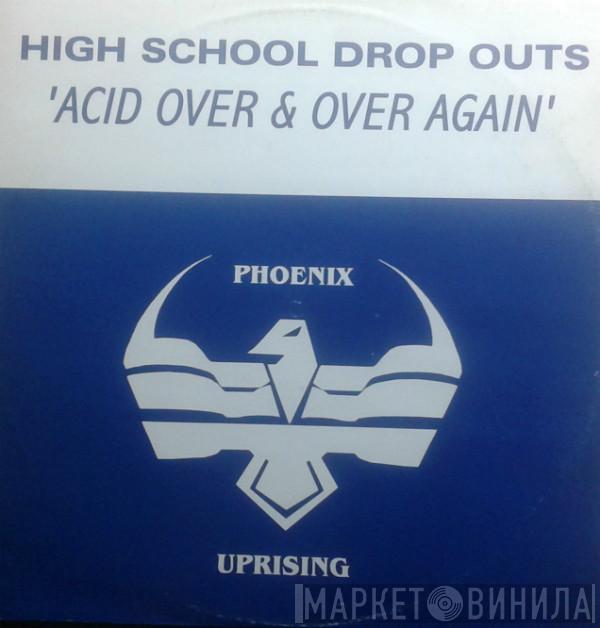 HIGH SCHOOL DROP OUTS
'ACID OVER & OVER AGAIN'
PHOENIX
UPRISING
МАРКЕТ ВИНИЛА